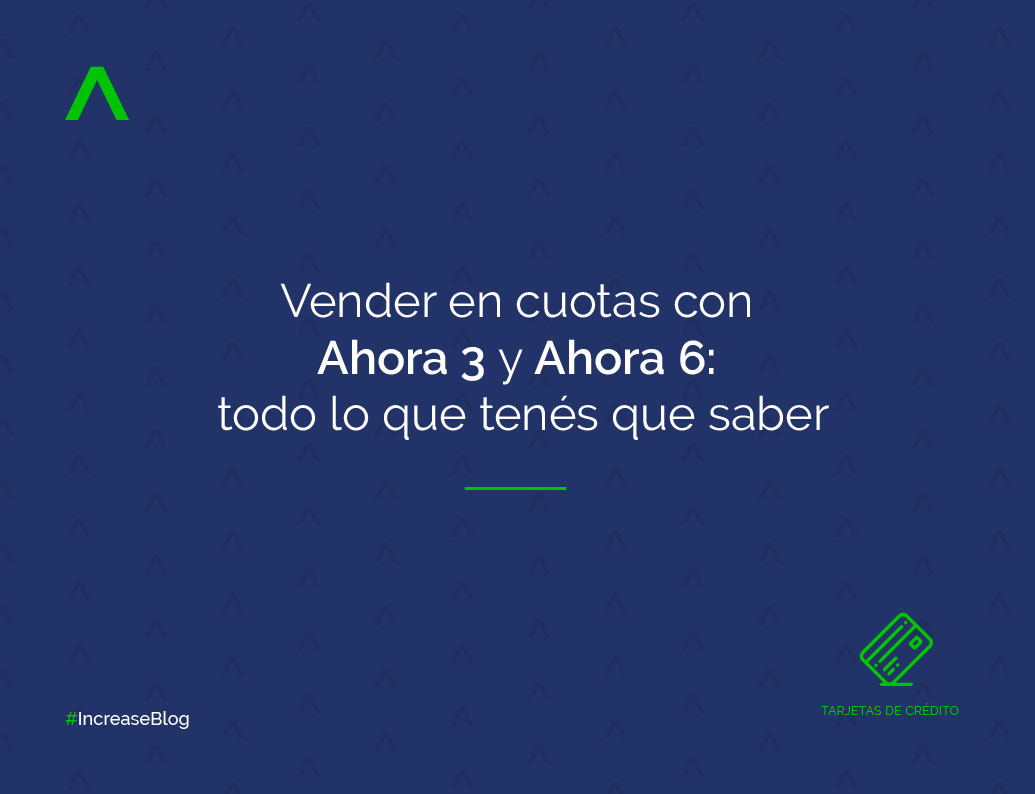 Vender en cuotas con
Ahora 3 y Ahora 6:
todo lo que tenés que saber
#IncreaseBlog
TARJETAS DE CRÉDITO